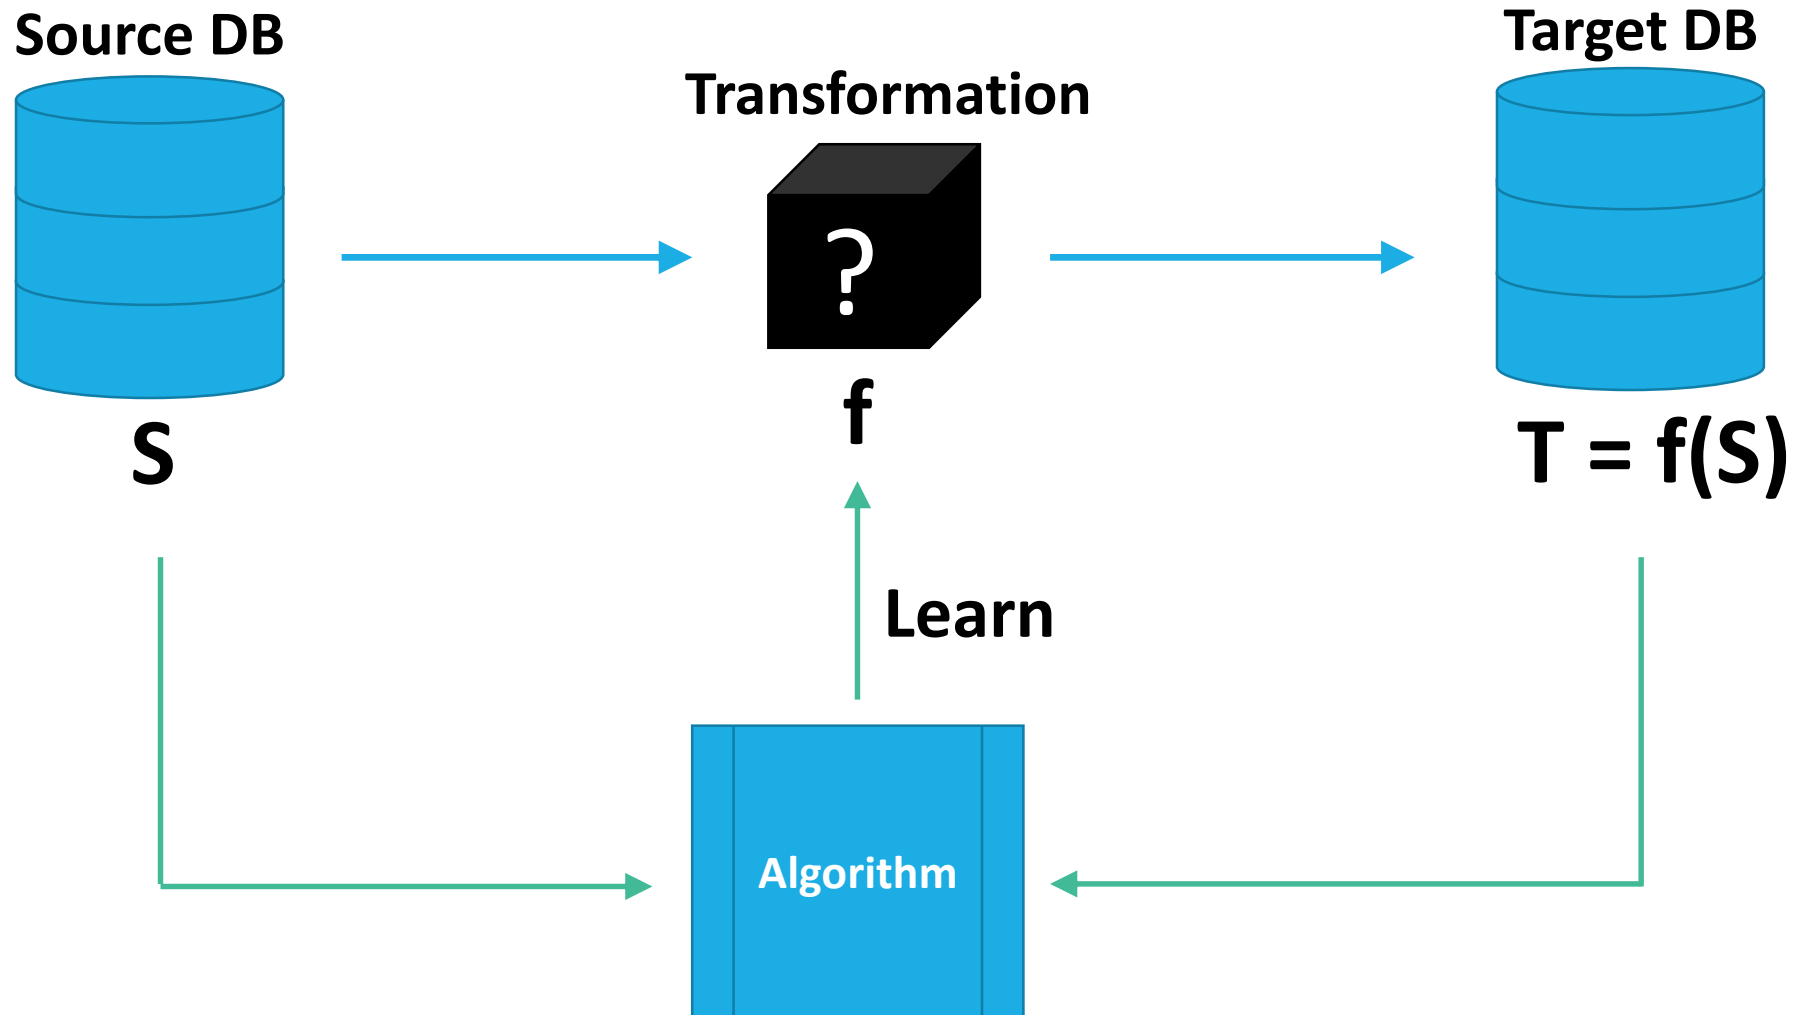 Source DB
Target DB
Transformation
?
f
S
T = f(S)
Learn
Algorithm